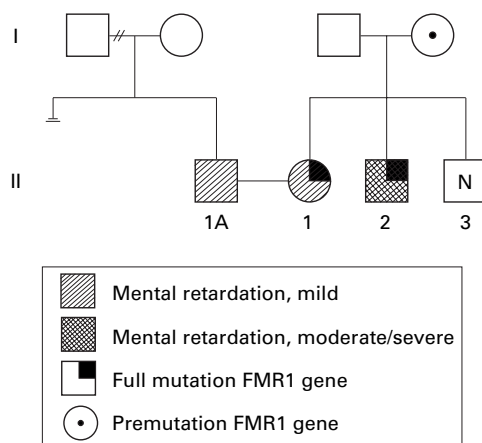 I
II
N
1A 1 2 3
Mental retardation, mild
Mental retardation, moderate/severe
Full mutation FMR1 gene
Premutation FMR1 gene